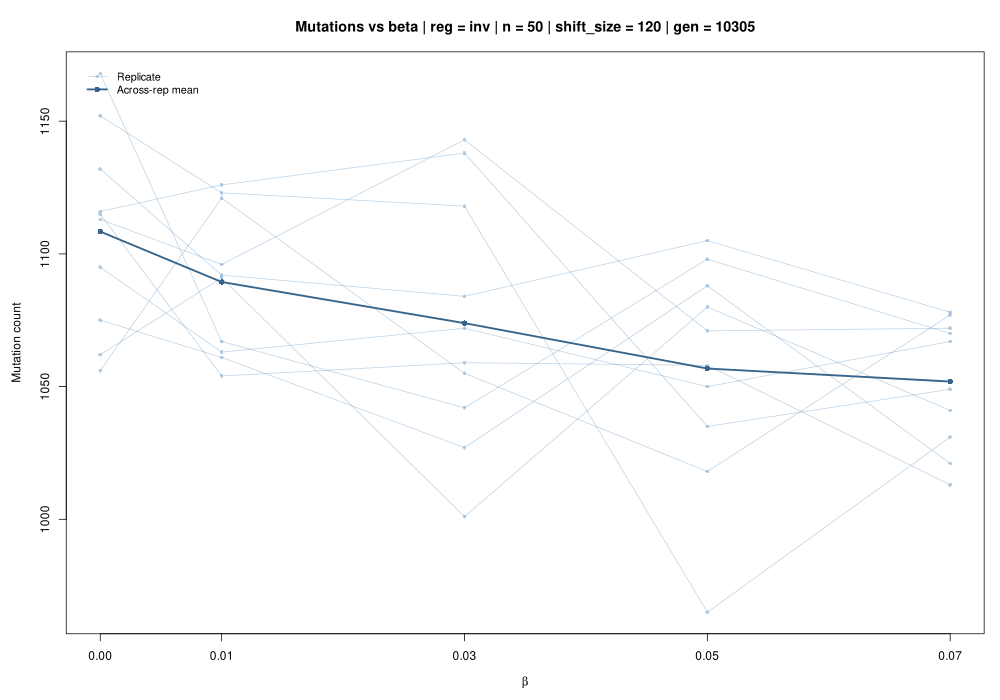 Mutations vs beta | reg = inv | n = 50 | shift_size = 120 | gen = 10305
Replicate
Across-rep mean
Mutation count
1150
1100
1050
1000
0.00 0.01 0.03 0.05 0.07
β